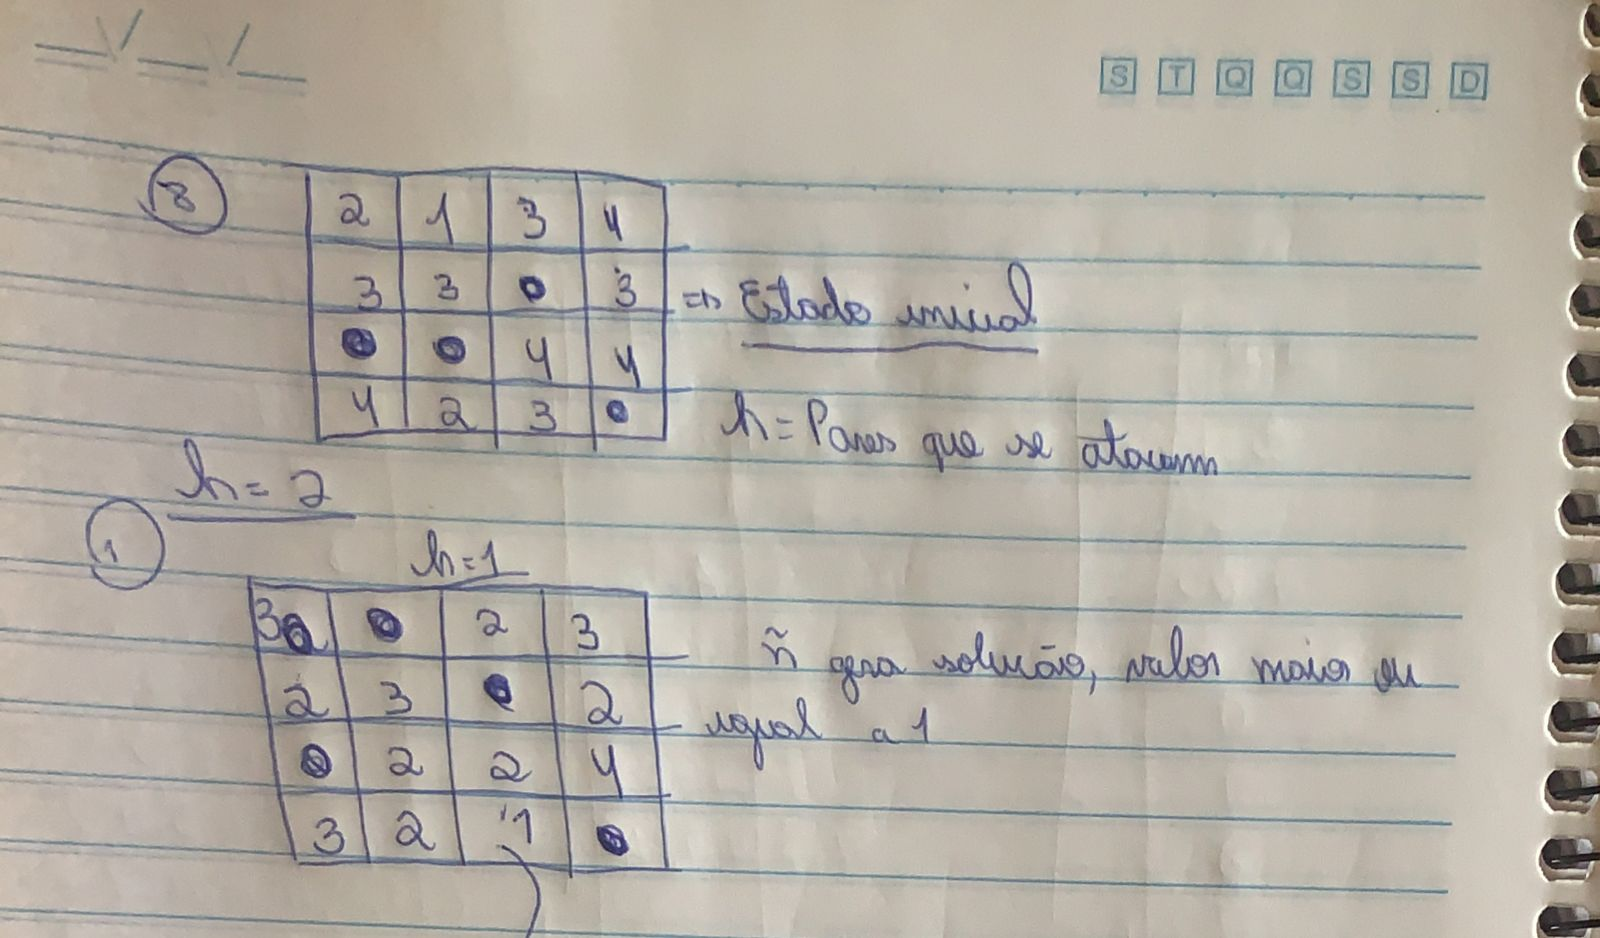 S T Q Q S S D
8
2 1 3 4
3 3 3
4 4
4 2 3
=> Estado inicial
h = Pares que se atacam
h = 2
1
h = 1
3 2 3
2 3 2
2 2 4
3 2 1
ñ gera solução, valor maior ou
igual a 1